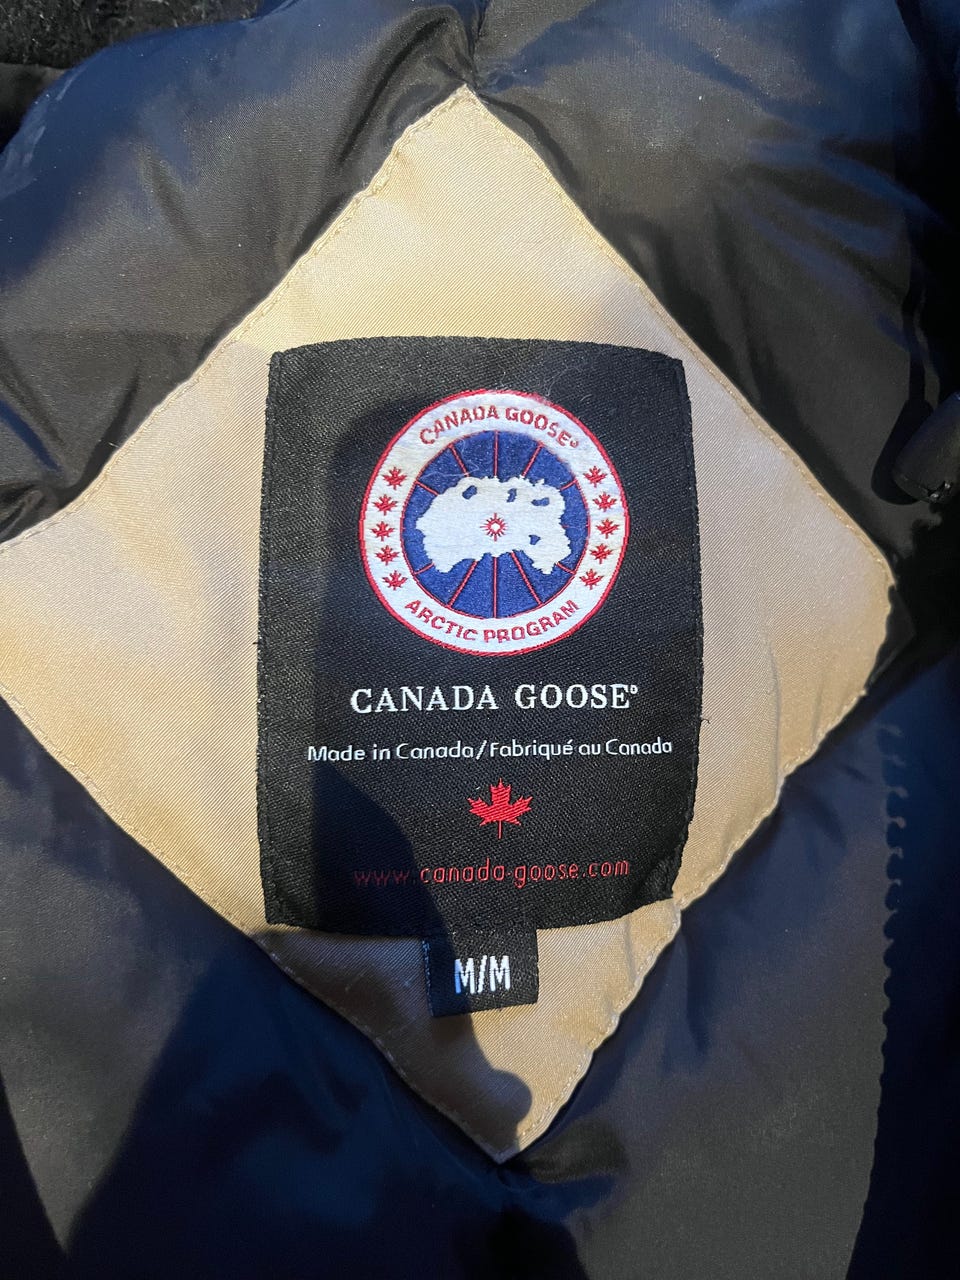 CANADA GOOSE®
ARCTIC PROGRAM
CANADA GOOSE®
Made in Canada/Fabriqué au Canada
www.canada-goose.com
M/M